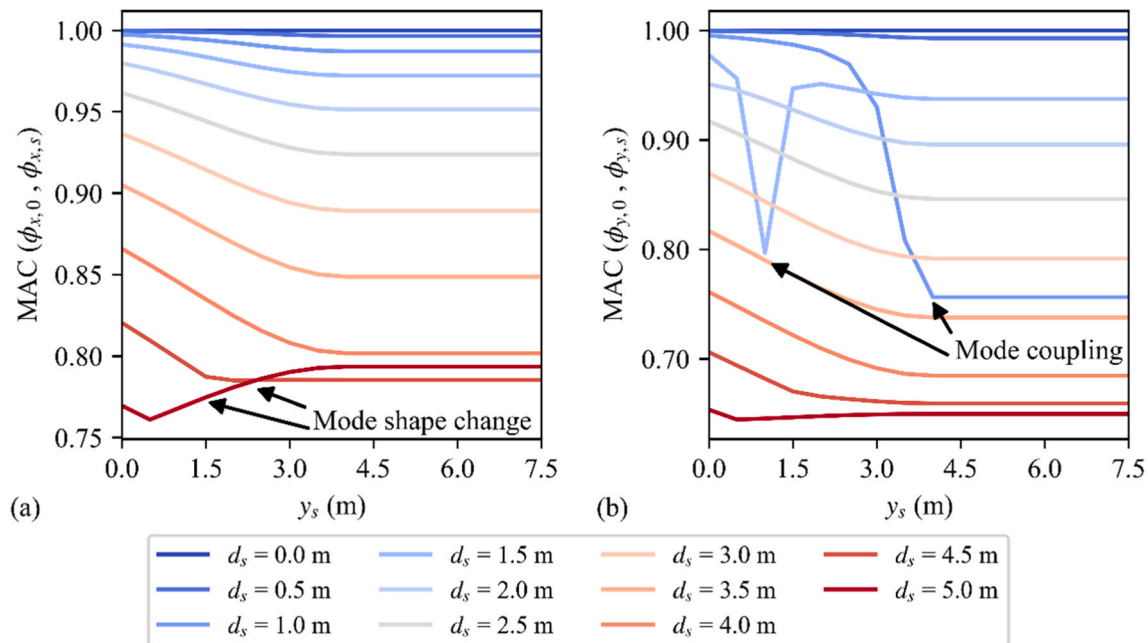 1.00
0.95
0.90
0.85
0.80
0.75
MAC (ϕx,0 , ϕx,s)
Mode shape change
0.0 1.5 3.0 4.5 6.0 7.5
ys (m)
(a)
1.00
0.90
0.80
0.70
MAC (ϕy,0 , ϕy,s)
Mode coupling
0.0 1.5 3.0 4.5 6.0 7.5
ys (m)
(b)
ds = 0.0 m
ds = 0.5 m
ds = 1.0 m
ds = 1.5 m
ds = 2.0 m
ds = 2.5 m
ds = 3.0 m
ds = 3.5 m
ds = 4.0 m
ds = 4.5 m
ds = 5.0 m